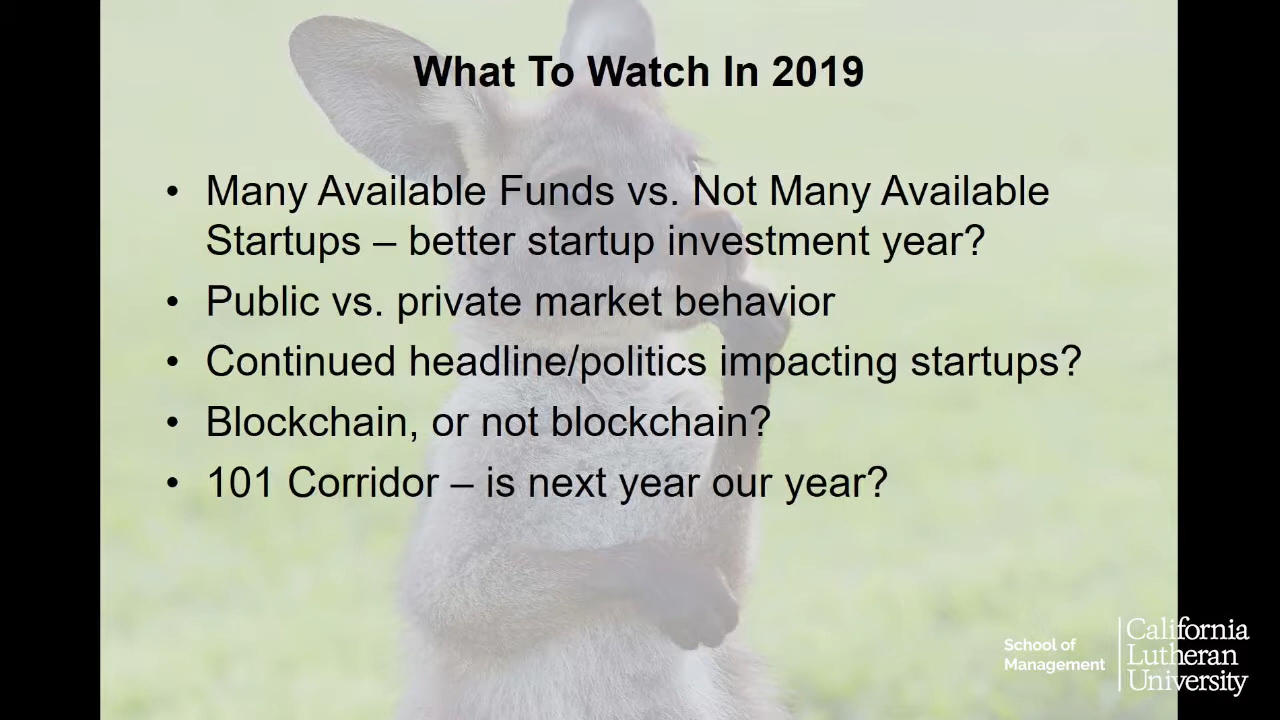 What To Watch In 2019
• Many Available Funds vs. Not Many Available
Startups – better startup investment year?
• Public vs. private market behavior
• Continued headline/politics impacting startups?
• Blockchain, or not blockchain?
• 101 Corridor – is next year our year?
School of
Management
California
Lutheran
University